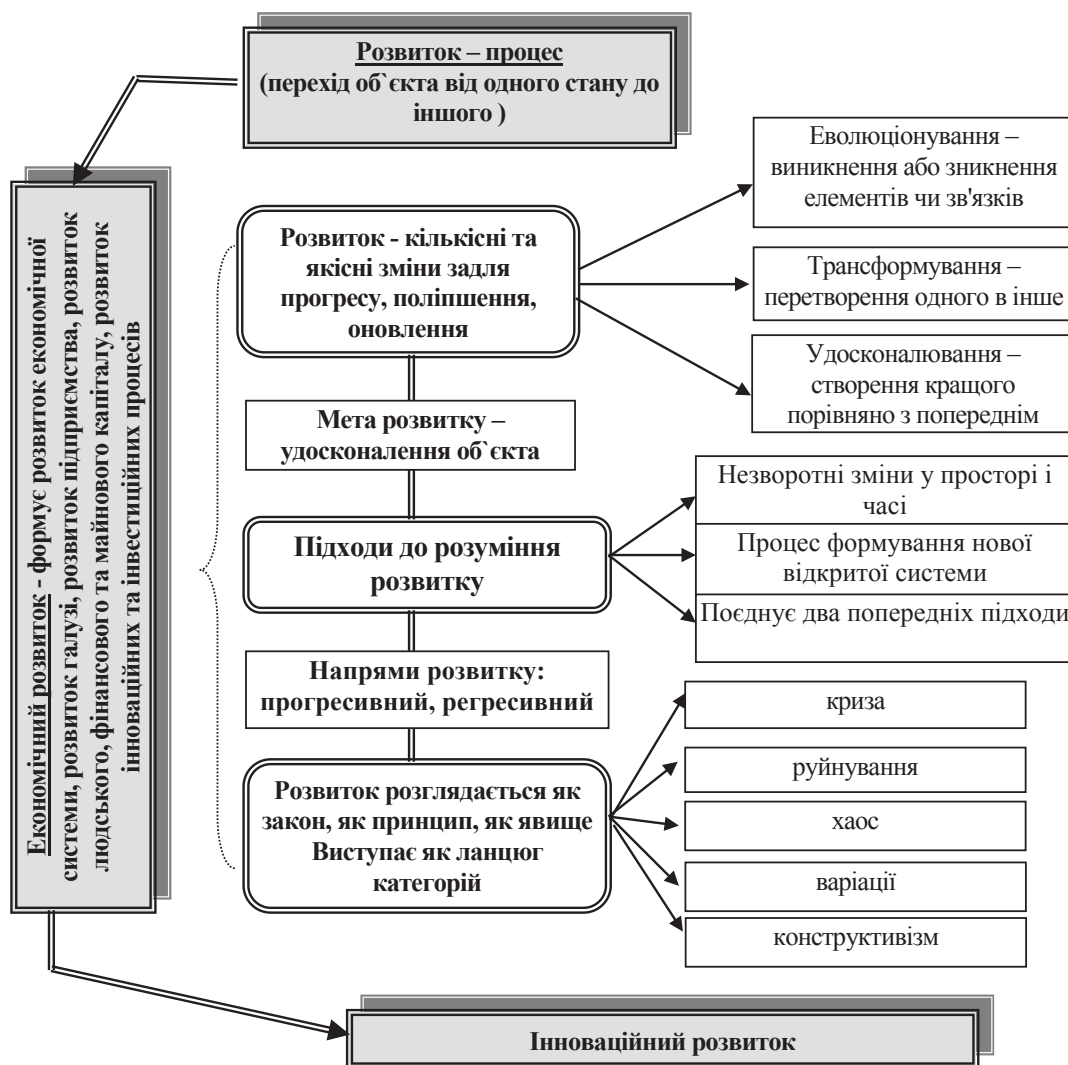 Розвиток – процес
(перехід об`єкта від одного стану до
іншого )
Економічний розвиток - формує розвиток економічної
системи, розвиток галузі, розвиток підприємства, розвиток
людського, фінансового та майнового капіталу, розвиток
інноваційних та інвестиційних процесів
Розвиток - кількісні та
якісні зміни задля
прогресу, поліпшення,
оновлення
Еволюціонування –
виникнення або зникнення
елементів чи зв'язків
Трансформування –
перетворення одного в інше
Удосконалювання –
створення кращого
порівняно з попереднім
Мета розвитку –
удосконалення об`єкта
Підходи до розуміння
розвитку
Незворотні зміни у просторі і
часі
Процес формування нової
відкритої системи
Поєднує два попередніх підходи
Напрями розвитку:
прогресивний, регресивний
Розвиток розглядається як
закон, як принцип, як явище
Виступає як ланцюг
категорій
криза
руйнування
хаос
варіації
конструктивізм
Інноваційний розвиток